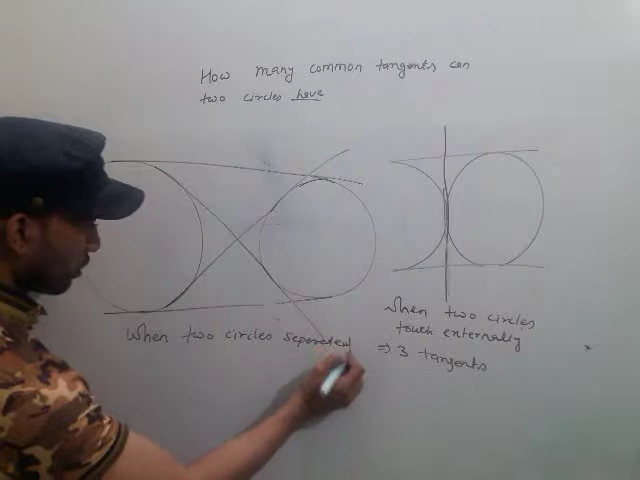 How many common tangents can
two circles have
When two circles separated
When two circles
touch externally
⇒ 3 tangents